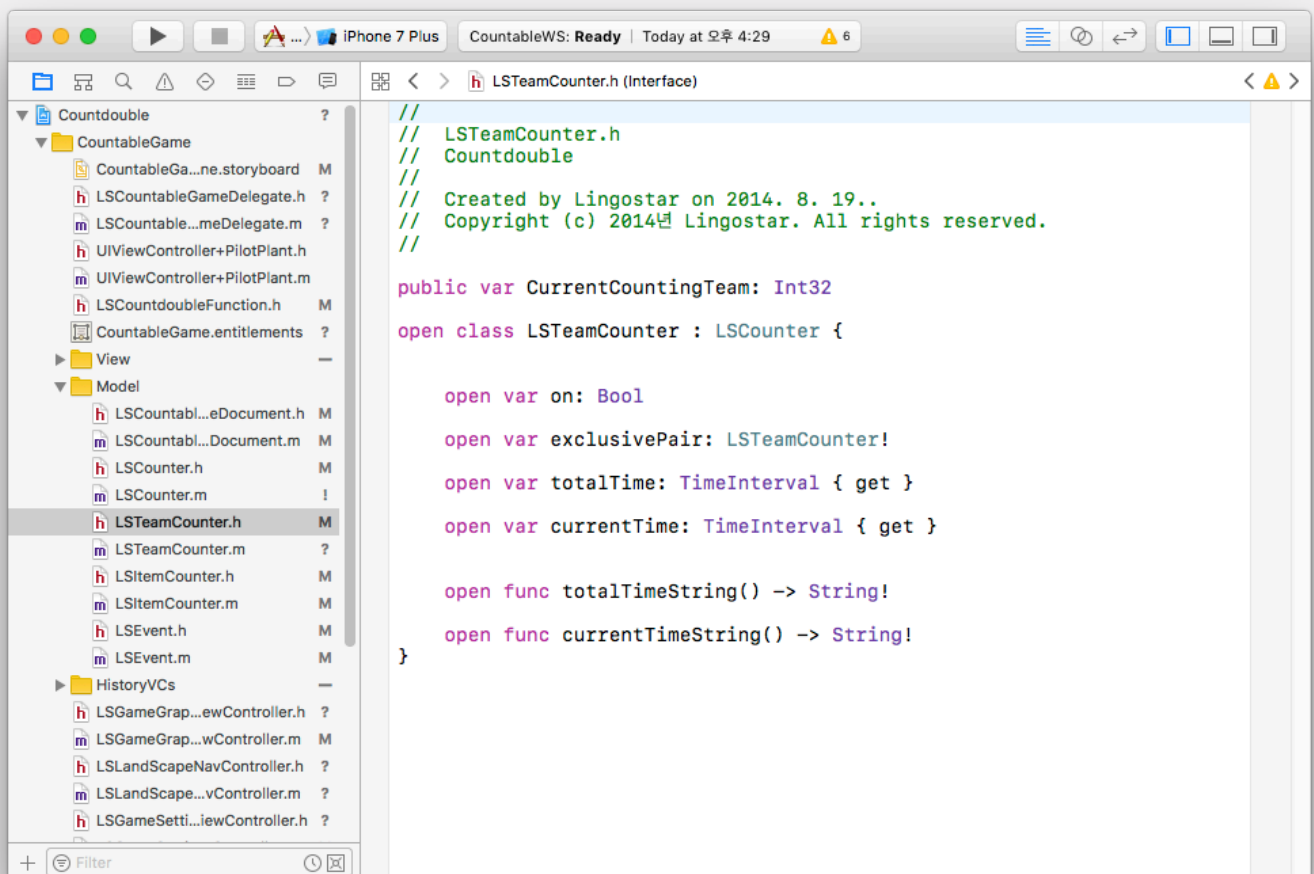 ...
iPhone 7 Plus
CountableWS: Ready | Today at 오후 4:29
6
LSTeamCounter.h (Interface)
Countdouble ?
CountableGame
CountableGa...ne.storyboard M
LSCountableGameDelegate.h ?
LSCountable...meDelegate.m ?
UIViewController+PilotPlant.h
UIViewController+PilotPlant.m
LSCountdoubleFunction.h M
CountableGame.entitlements ?
View —
Model
LSCountabl...eDocument.h M
LSCountabl...Document.m M
LSCounter.h M
LSCounter.m !
LSTeamCounter.h M
LSTeamCounter.m ?
LSItemCounter.h M
LSItemCounter.m M
LSEvent.h M
LSEvent.m M
HistoryVCs —
LSGameGrap...ewController.h ?
LSGameGrap...wController.m M
LSLandScapeNavController.h ?
LSLandScape...vController.m ?
LSGameSetti...iewController.h ?
Filter
//
//  LSTeamCounter.h
//  Countdouble
//
//  Created by Lingostar on 2014. 8. 19..
//  Copyright (c) 2014년 Lingostar. All rights reserved.
//
public var CurrentCountingTeam: Int32
open class LSTeamCounter : LSCounter {
open var on: Bool
open var exclusivePair: LSTeamCounter!
open var totalTime: TimeInterval { get }
open var currentTime: TimeInterval { get }
open func totalTimeString() -> String!
open func currentTimeString() -> String!
}